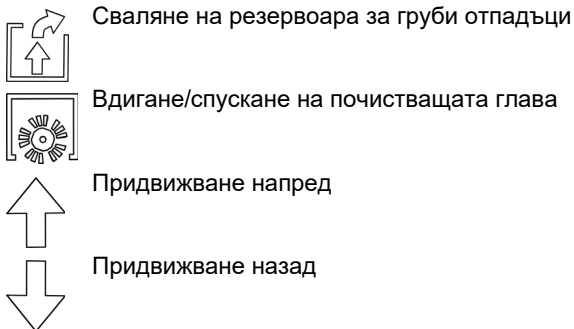 Сваляне на резервоара за груби отпадъци
Вдигане/спускане на почистващата глава
Придвижване напред
Придвижване назад